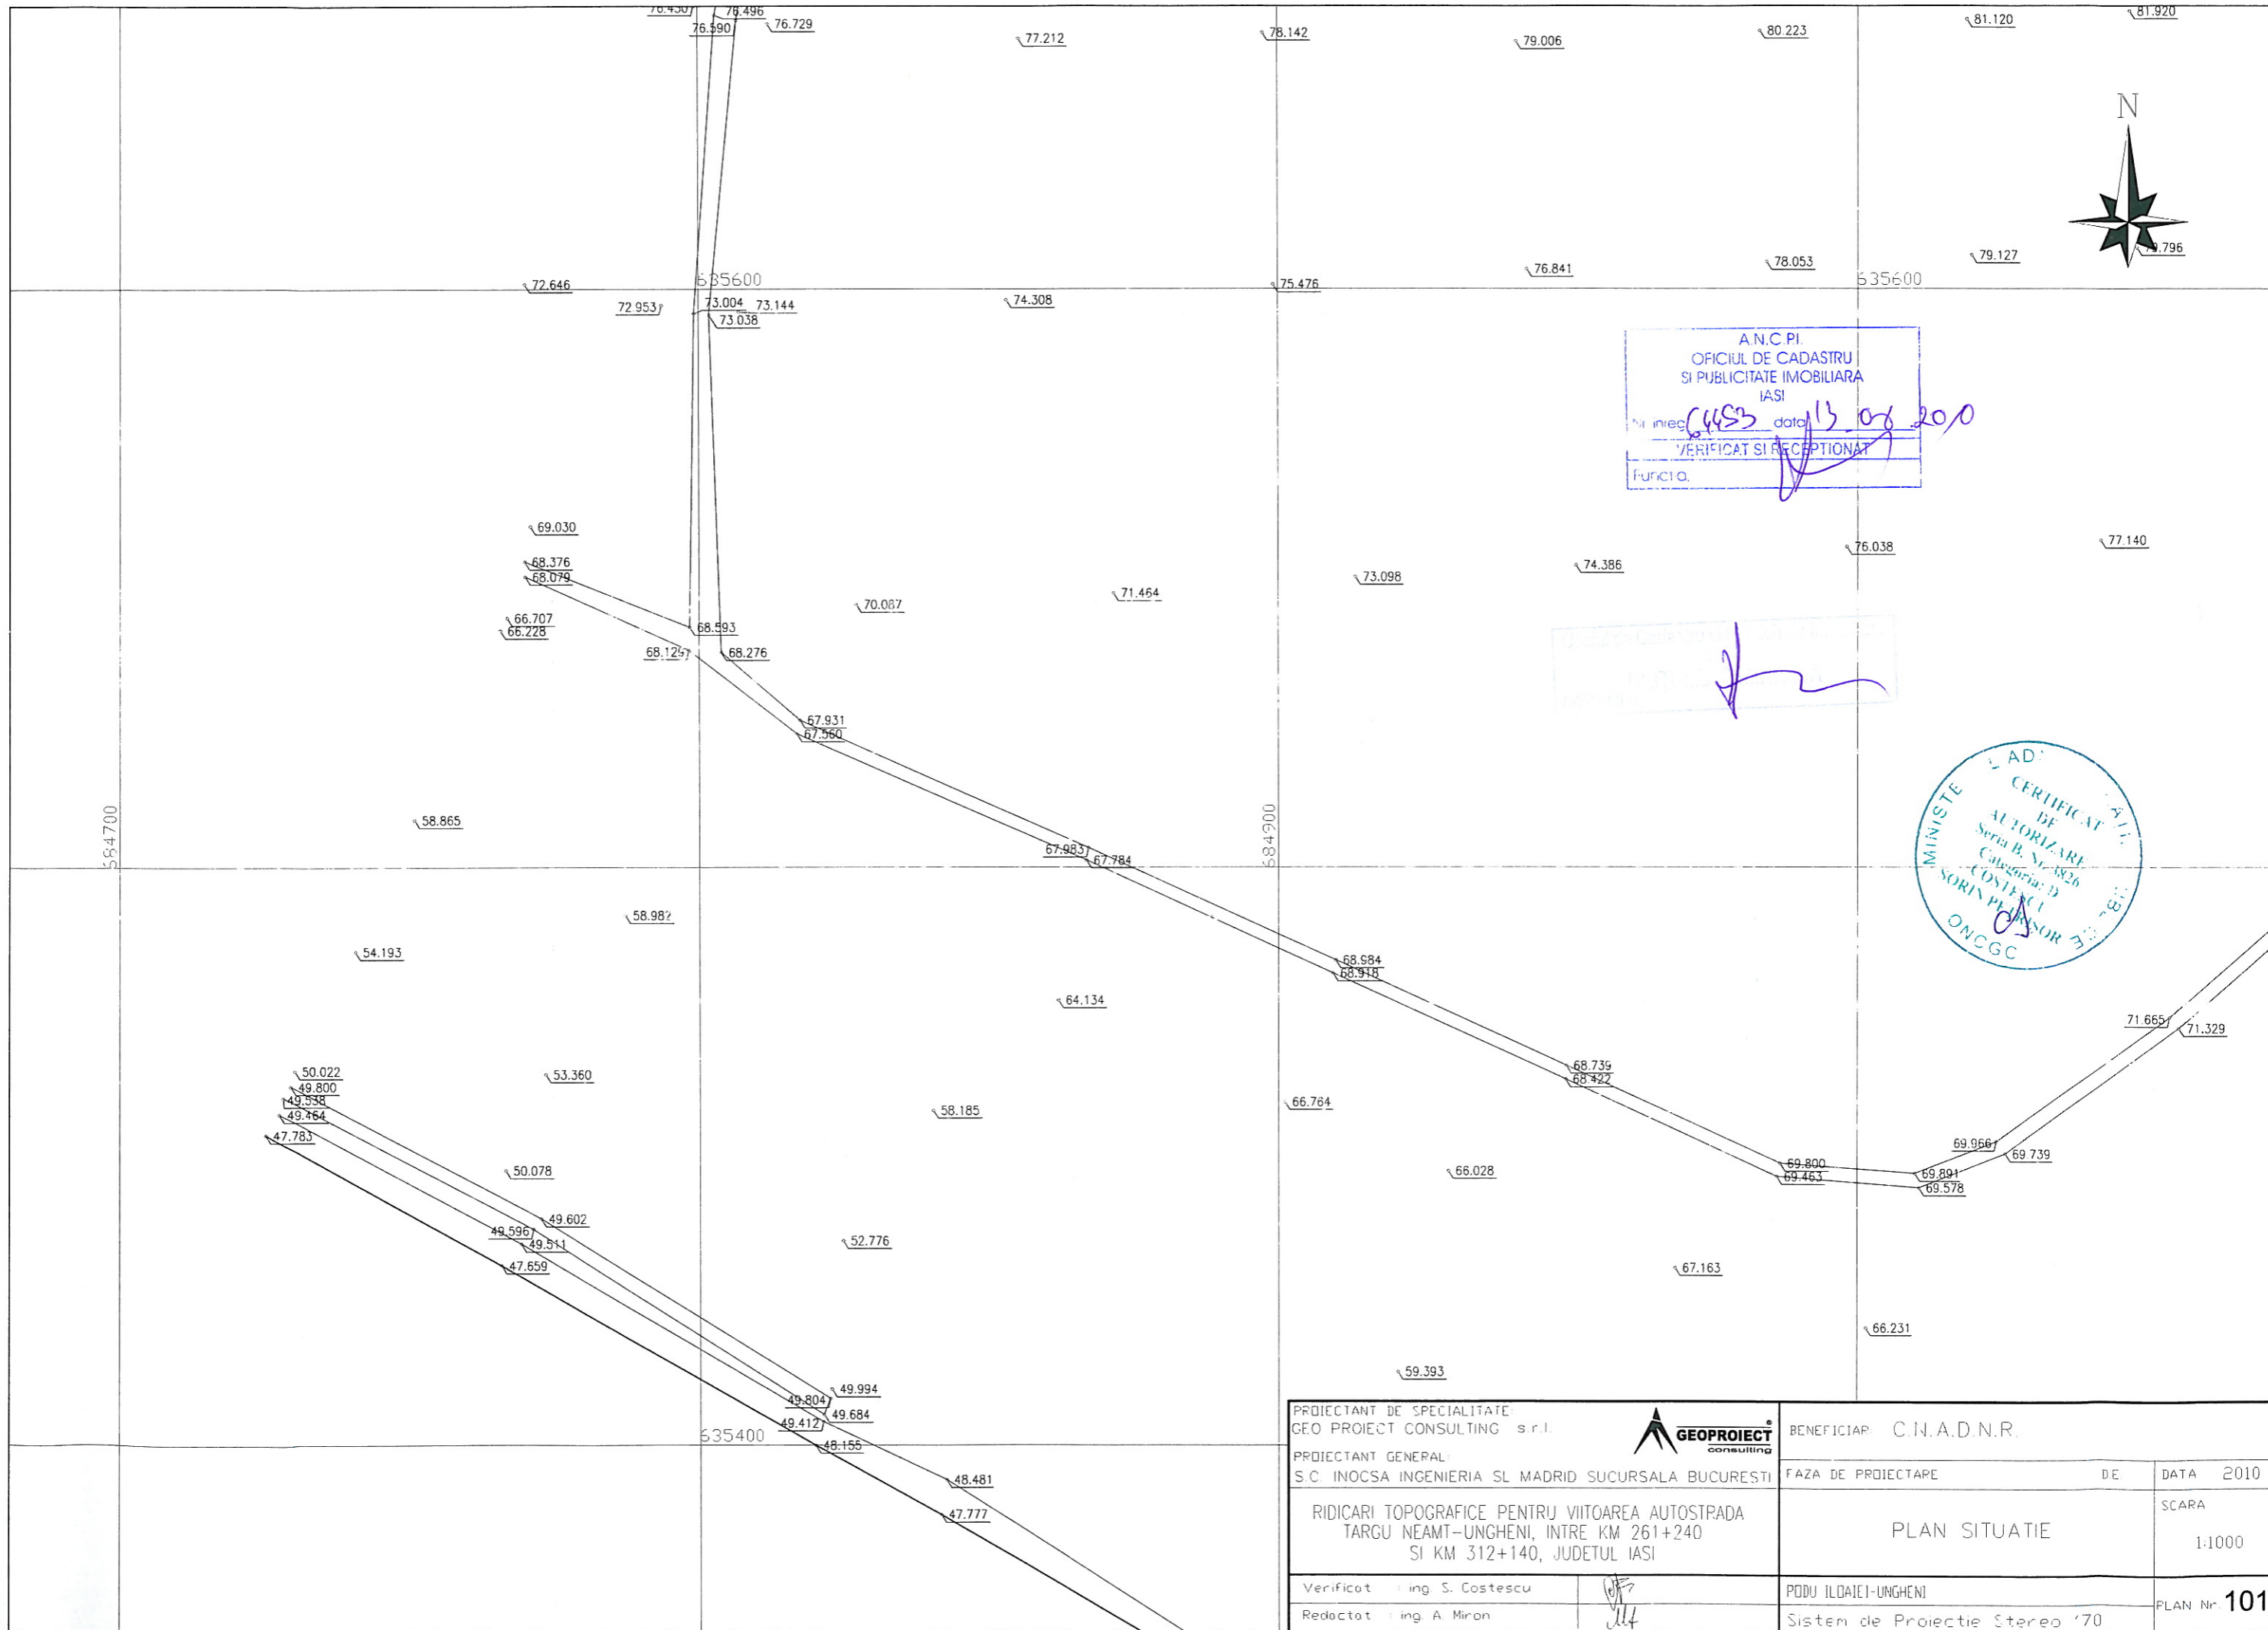 76.496
76.590
76.729
77.212
78.142
79.006
80.223
81.120
81.920
N
72.646
635600
72.953
73.004
73.144
73.038
74.308
75.476
76.841
78.053
635600
79.127
A.N.C.P.I.
OFICIUL DE CADASTRU
SI PUBLICITATE IMOBILIARA
IASI
data 13
VERIFICAT SI RECEPTIONAT
69.030
68.376
68.079
66.707
66.228
68.593
68.276
70.087
71.464
73.098
74.386
76.038
77.140
67.931
67.560
684700
58.865
67.983
67.784
684900
MINISTE
CERTIFICAT
DE
AUTORIZARE
Categoria: D
COSTESCU
ONCGC
58.982
54.193
64.134
68.984
68.918
71.665
71.329
50.022
49.800
49.538
49.464
47.783
53.360
58.185
66.764
68.739
68.422
69.966
69.739
50.078
66.028
69.800
69.463
69.891
69.578
49.602
49.596
49.511
47.659
52.776
67.163
66.231
59.393
49.994
49.804
49.684
49.412
635400
48.155
48.481
47.777
PROIECTANT DE SPECIALITATE:
GEO PROIECT CONSULTING s.r.l.
GEOPROIECT
consulting
PROIECTANT GENERAL:
S.C. INOCSA INGENIERIA SL MADRID SUCURSALA BUCURESTI
BENEFICIAR C.N.A.D.N.R.
FAZA DE PROIECTARE DE DATA 2010
RIDICARI TOPOGRAFICE PENTRU VIITOAREA AUTOSTRADA
TARGU NEAMT-UNGHENI, INTRE KM 261+240
SI KM 312+140, JUDETUL IASI
PLAN SITUATIE
SCARA
1:1000
Verificat : ing. S. Costescu
Redactat : ing. A. Miron
PODU ILOAIEI-UNGHENI
Sistem de Proiectie Stereo '70
PLAN Nr. 101